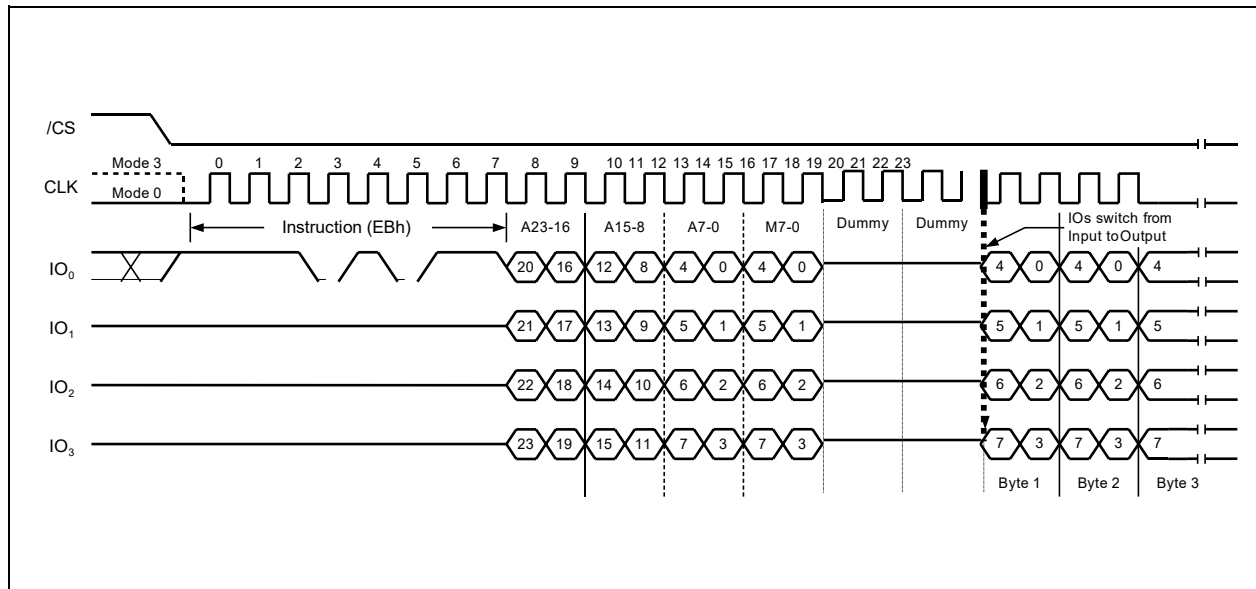 /CS
Mode 3
0 1 2 3 4 5 6 7 8 9 10 11 12 13 14 15 16 17 18 19 20 21 22 23
CLK
Mode 0
Instruction (EBh)
A23-16 A15-8 A7-0 M7-0 Dummy Dummy
IOs switch from
Input to Output
IO0 20 16 12 8 4 0 4 0 4 0 4 0 4
IO1 21 17 13 9 5 1 5 1 5 1 5 1 5
IO2 22 18 14 10 6 2 6 2 6 2 6 2 6
IO3 23 19 15 11 7 3 7 3 7 3 7 3 7
Byte 1 Byte 2 Byte 3